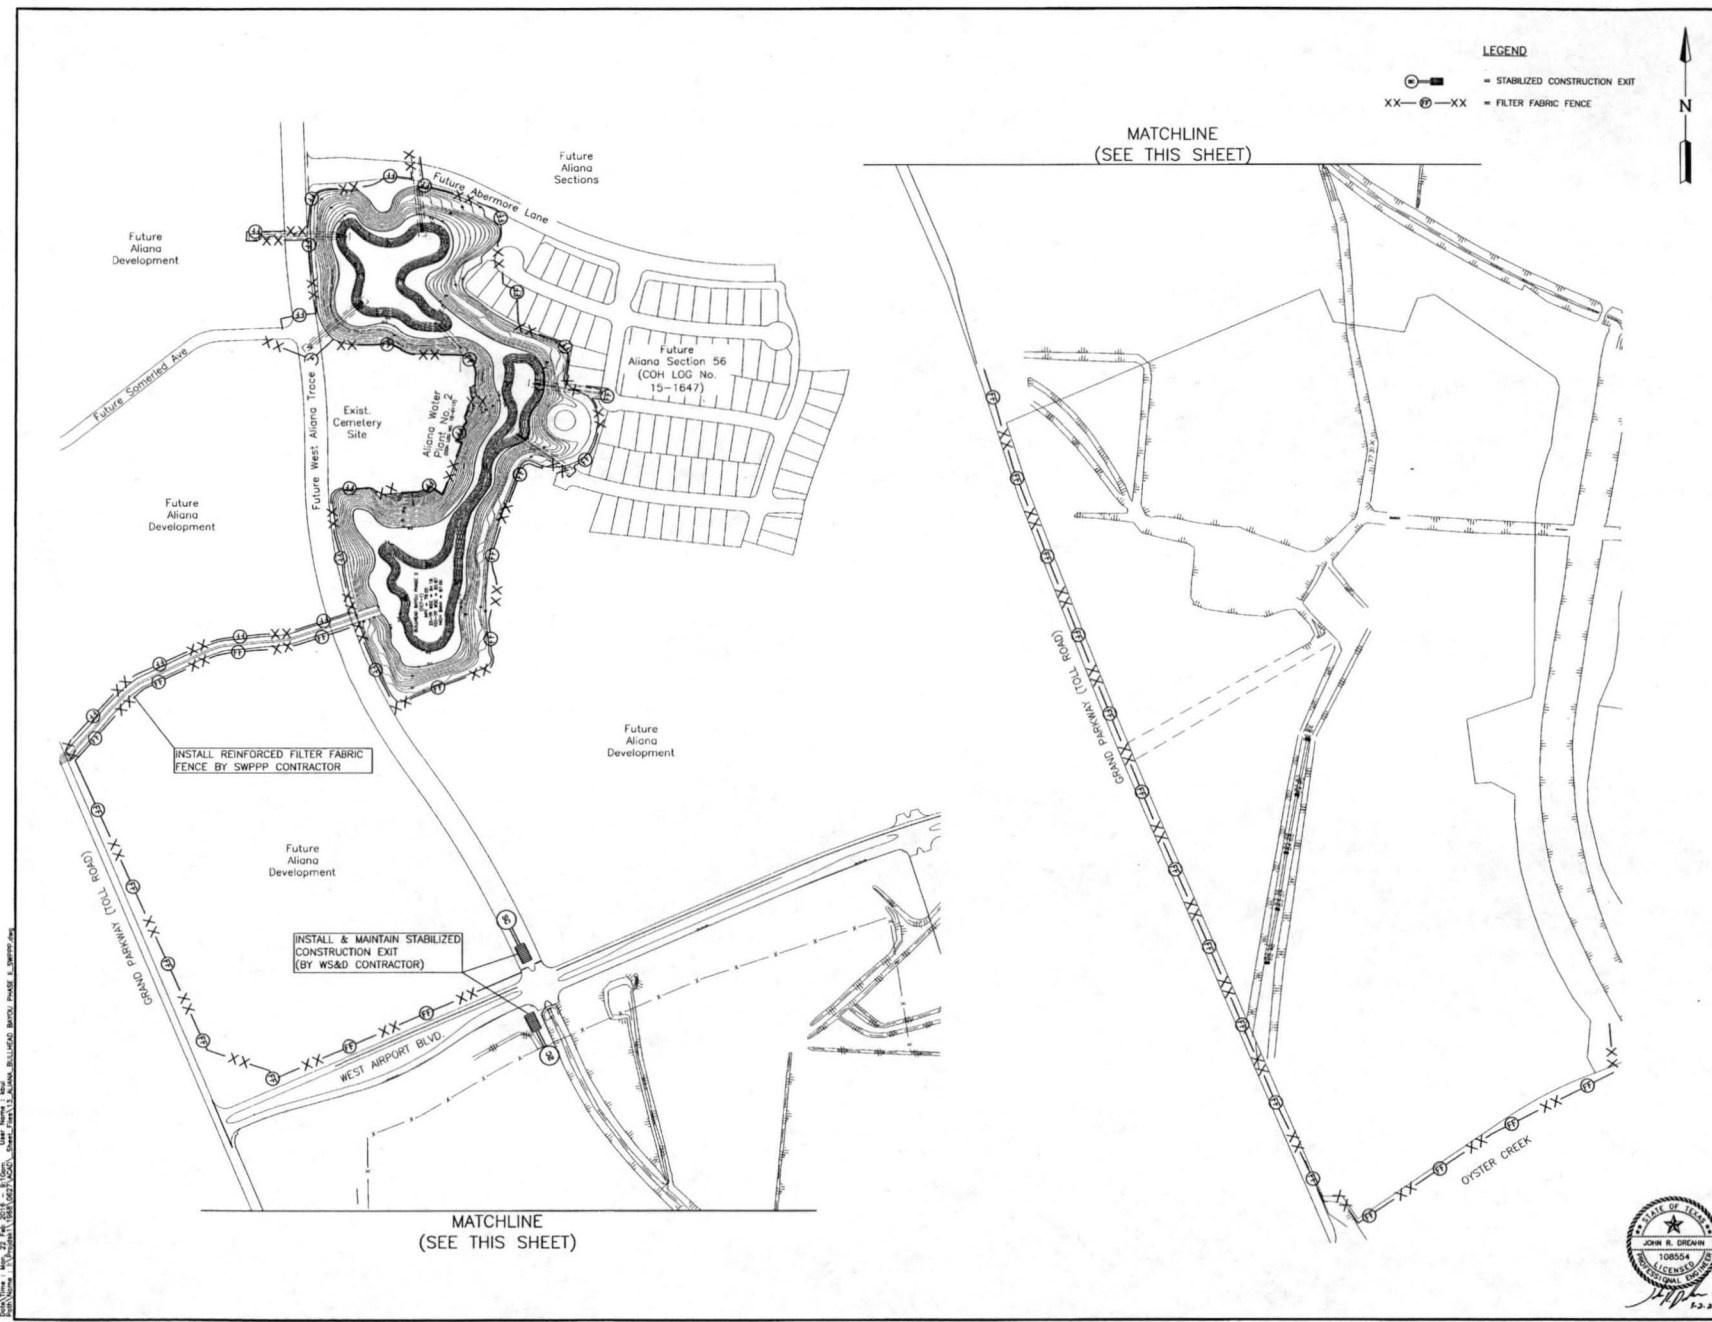 LEGEND
SC
= STABILIZED CONSTRUCTION EXIT
XX FF XX = FILTER FABRIC FENCE
N
MATCHLINE
(SEE THIS SHEET)
Future
Aliana
Sections
Future Abermore Lane
Future
Aliana
Development
Future Somerled Ave
Future West Aliana Trace
Exist.
Cemetery
Site
Aliana Water
Plant No. 2
Future
Aliana Section 56
(COH LOG No.
15-1647)
Future
Aliana
Development
Future
Aliana
Development
INSTALL REINFORCED FILTER FABRIC
FENCE BY SWPPP CONTRACTOR
Future
Aliana
Development
GRAND PARKWAY (TOLL ROAD)
INSTALL & MAINTAIN STABILIZED
CONSTRUCTION EXIT
(BY WS&D CONTRACTOR)
WEST AIRPORT BLVD.
MATCHLINE
(SEE THIS SHEET)
GRAND PARKWAY (TOLL ROAD)
OYSTER CREEK
STATE OF TEXAS
JOHN R. DREAHN
108554
LICENSED
PROFESSIONAL ENGINEER